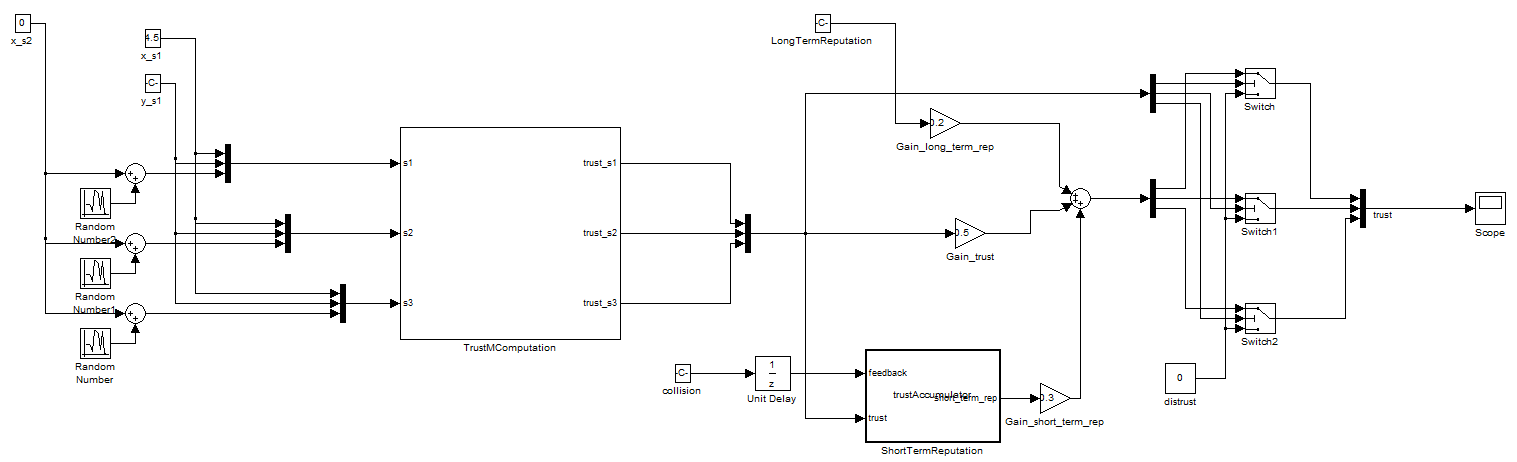 0
x_s2
4.5
x_s1
-C-
y_s1
-C-
LongTermReputation
0.2
Gain_long_term_rep
Switch
s1
trust_s1
Random
Number2
s2
trust_s2
Random
Number1
s3
trust_s3
Random
Number
TrustMComputation
0.5
Gain_trust
Switch1
trust
Scope
Switch2
-C-
collision
1
z
Unit Delay
feedback
trustAccumulator
short_term_rep
trust
ShortTermReputation
0.3
Gain_short_term_rep
0
distrust